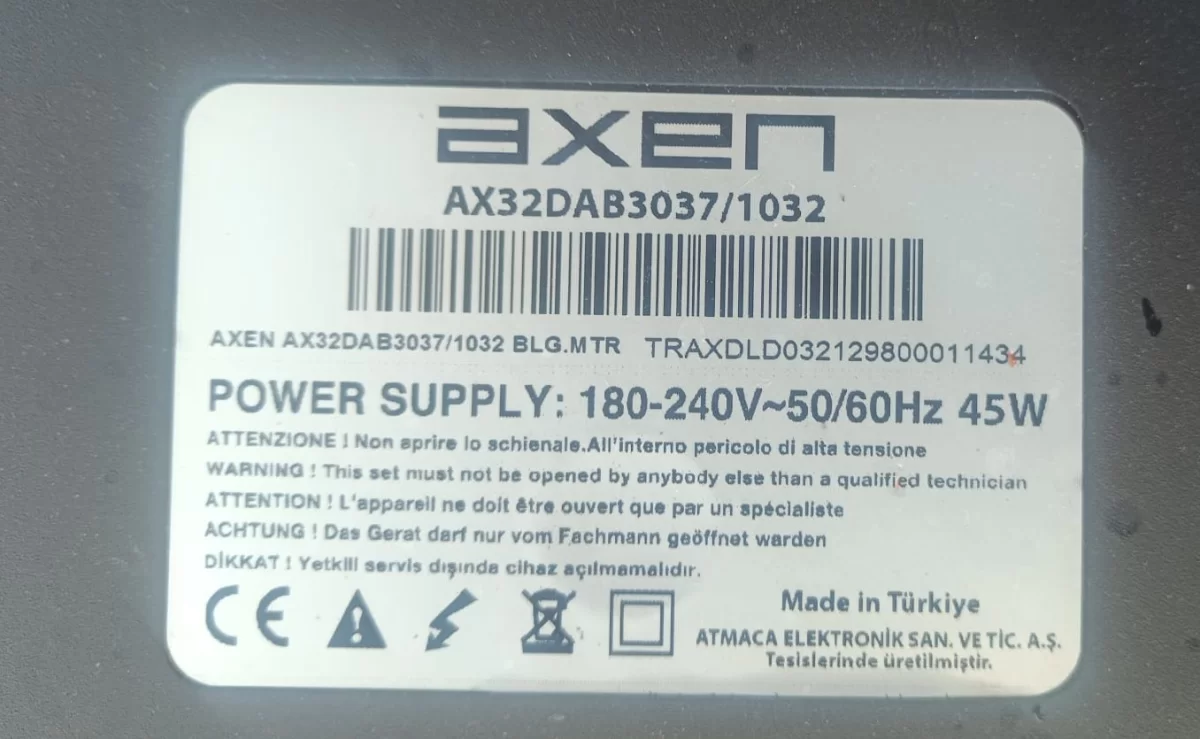 axen
AX32DAB3037/1032
AXEN AX32DAB3037/1032 BLG.MTR TRAXDLD032129800011434
POWER SUPPLY: 180-240V~50/60Hz 45W
ATTENZIONE ! Non aprire lo schienale.All'interno pericolo di alta tensione
WARNING ! This set must not be opened by anybody else than a qualified technician
ATTENTION ! L'appareil ne doit être ouvert que par un spécialiste
ACHTUNG ! Das Gerat darf nur vom Fachmann geöffnet warden
DİKKAT ! Yetkili servis dışında cihaz açılmamalıdır.
CE
Made in Türkiye
ATMACA ELEKTRONİK SAN. VE TİC. A.Ş.
Tesislerinde üretilmiştir.